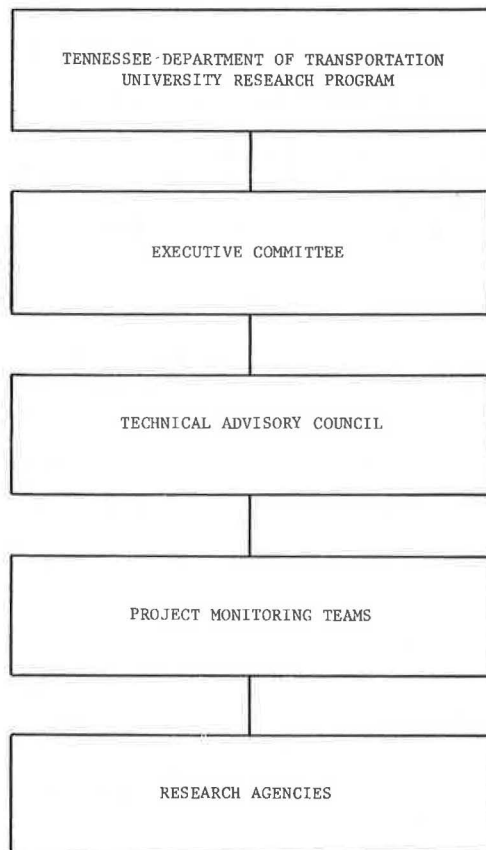 TENNESSEE DEPARTMENT OF TRANSPORTATION
UNIVERSITY RESEARCH PROGRAM
EXECUTIVE COMMITTEE
TECHNICAL ADVISORY COUNCIL
PROJECT MONITORING TEAMS
RESEARCH AGENCIES